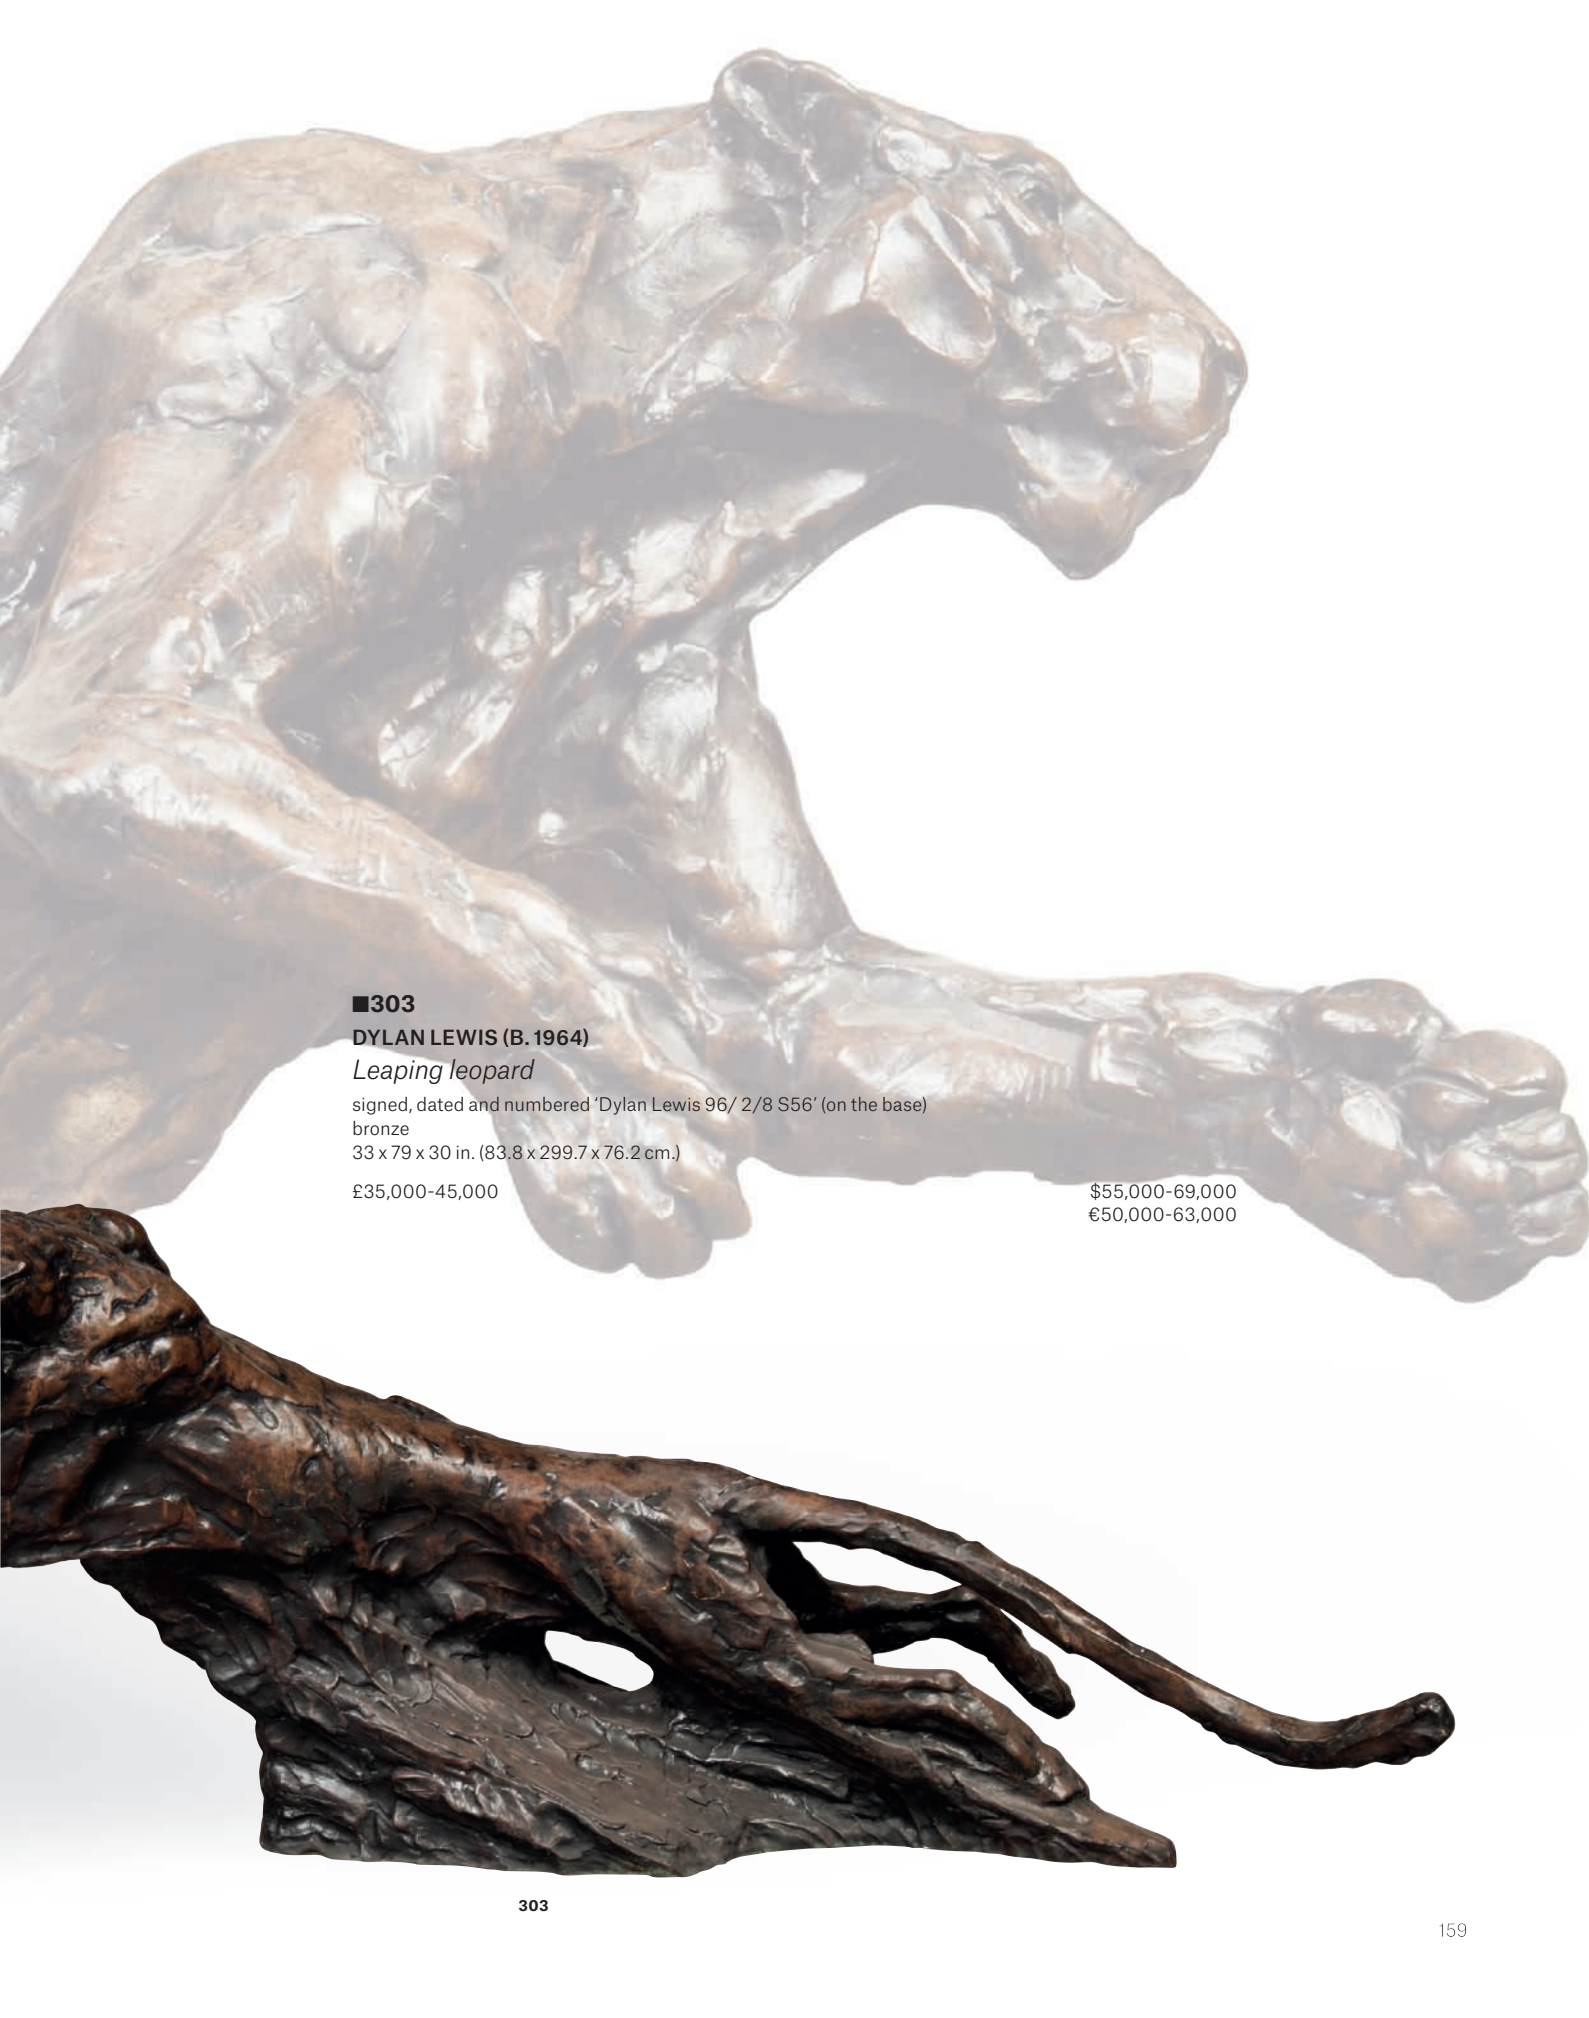 ■303
DYLAN LEWIS (B. 1964)
Leaping leopard
signed, dated and numbered ‘Dylan Lewis 96/ 2/8 S56’ (on the base)
bronze
33 x 79 x 30 in. (83.8 x 299.7 x 76.2 cm.)
£35,000-45,000 $55,000-69,000
€50,000-63,000
303
159